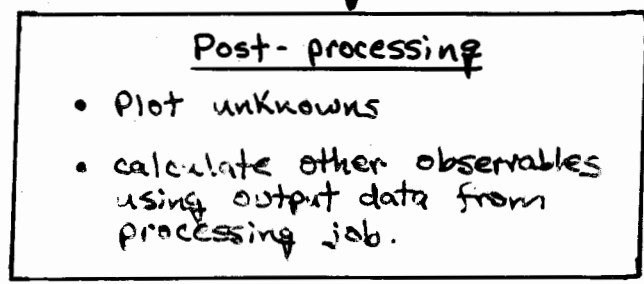 Post-processing
• Plot unknowns
• calculate other observables
using output data from
processing job.